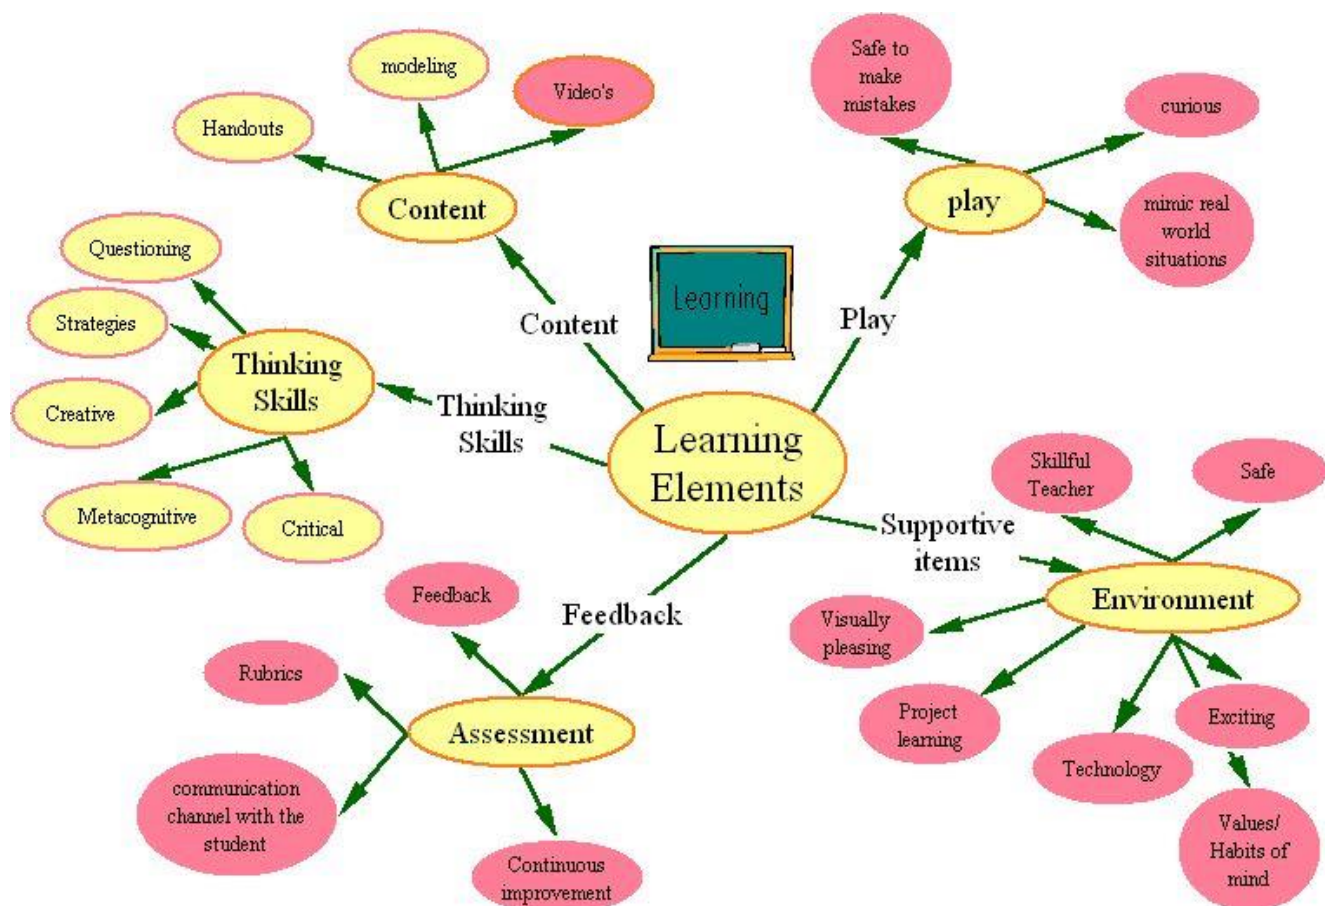 Safe to
make
mistakes
modeling
Video's
curious
Handouts
Content
play
mimic real
world
situations
Questioning
Learning
Strategies
Content
Play
Thinking
Skills
Creative
Thinking
Skills
Learning
Elements
Skillful
Teacher
Safe
Metacognitive
Critical
Supportive
items
Feedback
Feedback
Environment
Visually
pleasing
Rubrics
Project
learning
Exciting
Assessment
Technology
communication
channel with the
student
Continuous
improvement
Values/
Habits of
mind